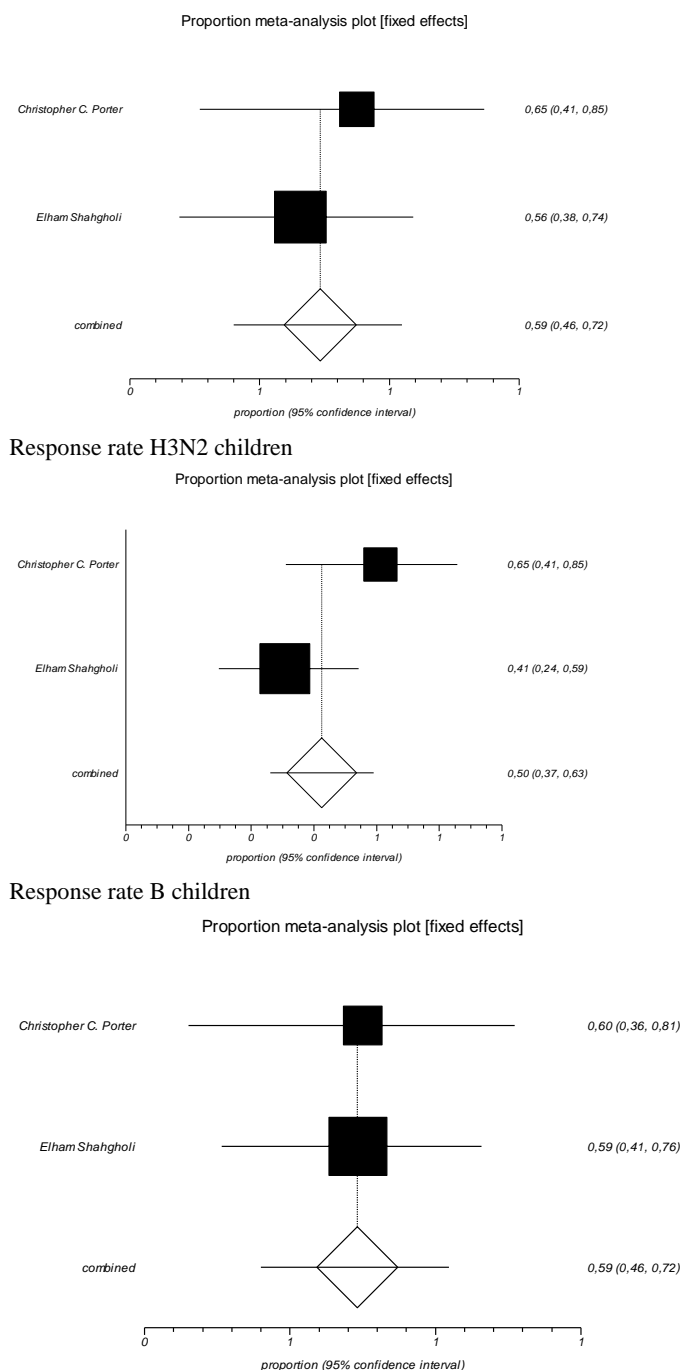 Proportion meta-analysis plot [fixed effects]
Christopher C. Porter 0,65 (0,41, 0,85)
Elham Shahgholi 0,56 (0,38, 0,74)
combined 0,59 (0,46, 0,72)
0 1 1 1
proportion (95% confidence interval)
Response rate H3N2 children
Proportion meta-analysis plot [fixed effects]
Christopher C. Porter 0,65 (0,41, 0,85)
Elham Shahgholi 0,41 (0,24, 0,59)
combined 0,50 (0,37, 0,63)
0 0 0 0 1 1 1
proportion (95% confidence interval)
Response rate B children
Proportion meta-analysis plot [fixed effects]
Christopher C. Porter 0,60 (0,36, 0,81)
Elham Shahgholi 0,59 (0,41, 0,76)
combined 0,59 (0,46, 0,72)
0 1 1 1
proportion (95% confidence interval)